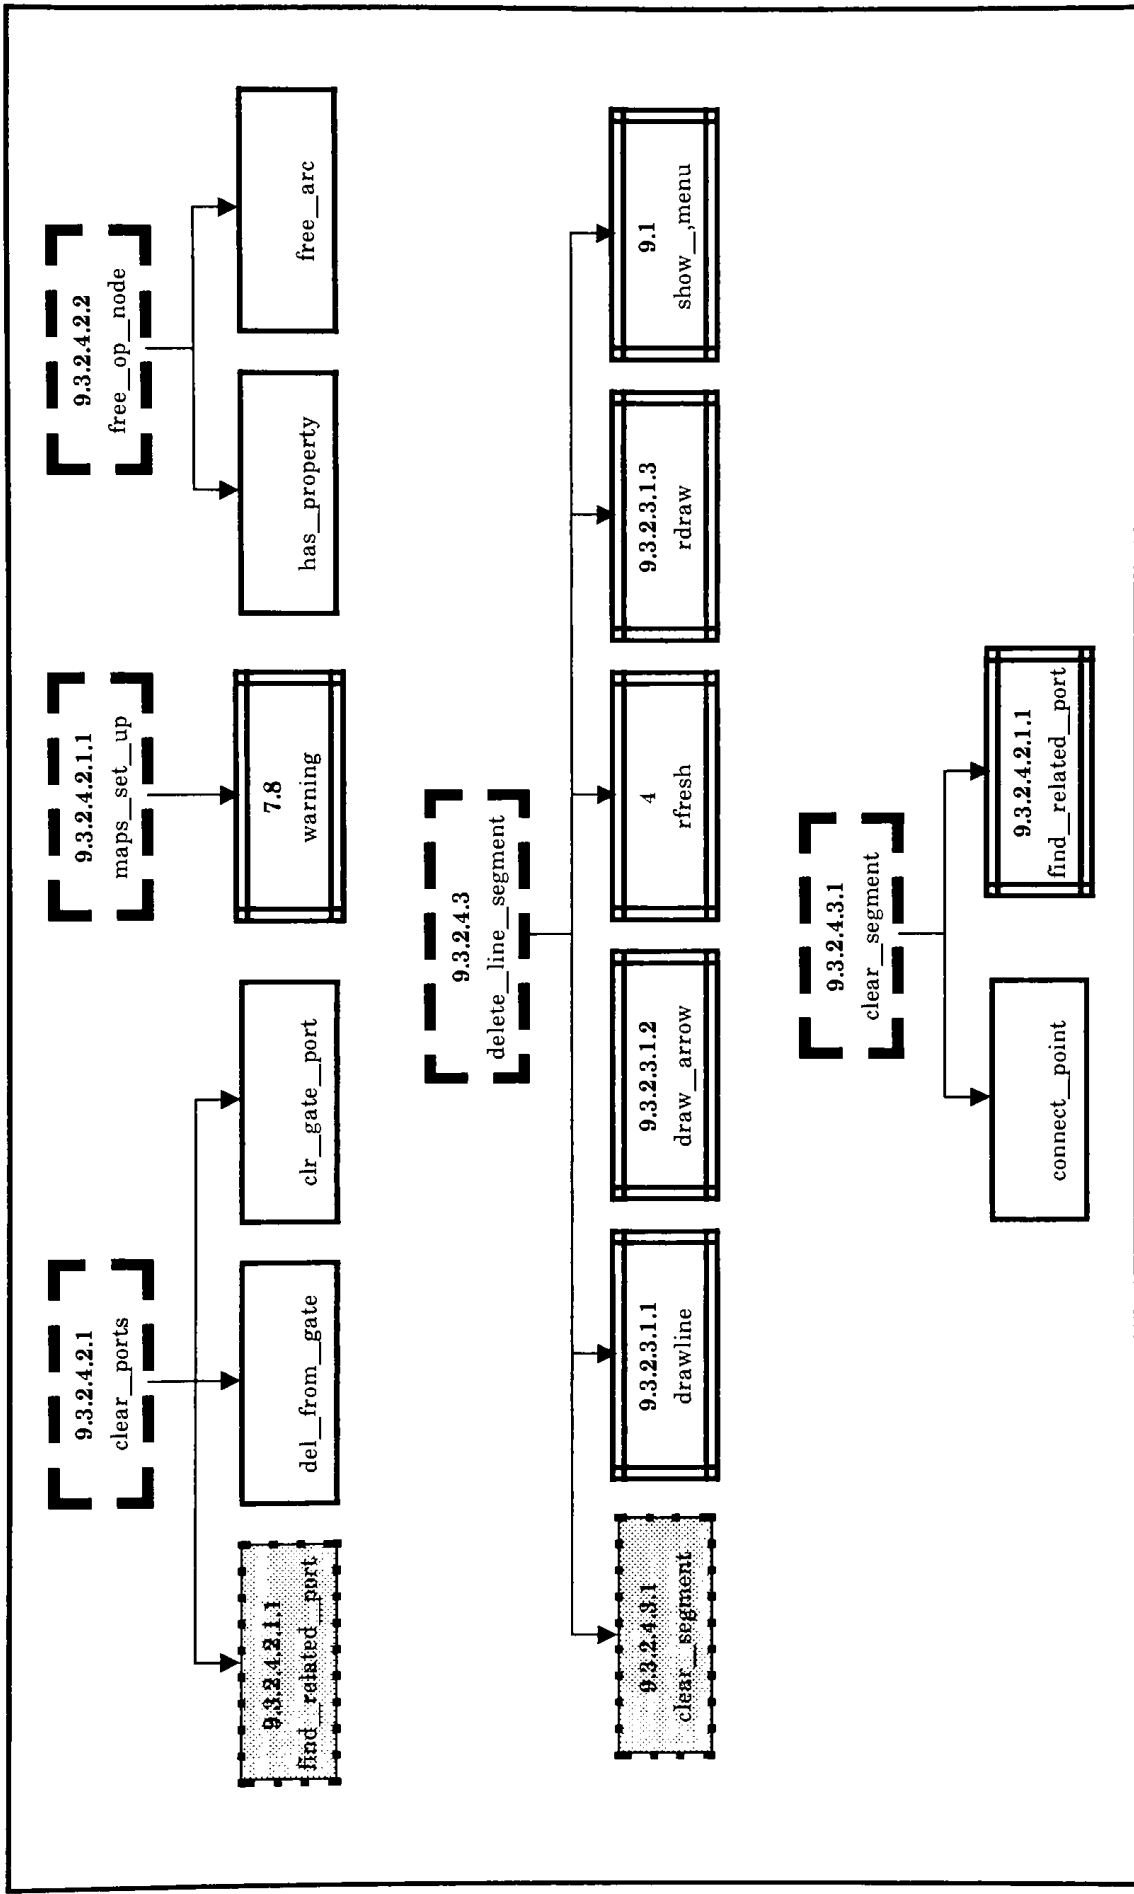 9.3.2.4.2.1
clear__ports
9.3.2.4.2.1.1
maps__set__up
9.3.2.4.2.2
free__op__node
9.3.2.4.2.1.1
find__related__port
del__from__gate
clr__gate__port
7.8
warning
has__property
free__arc
9.3.2.4.3
delete__line__segment
9.3.2.4.3.1
clear__segment
9.3.2.3.1.1
drawline
9.3.2.3.1.2
draw__arrow
4
rfresh
9.3.2.3.1.3
rdraw
9.1
show__,menu
9.3.2.4.3.1
clear__segment
connect__point
9.3.2.4.2.1.1
find__related__port